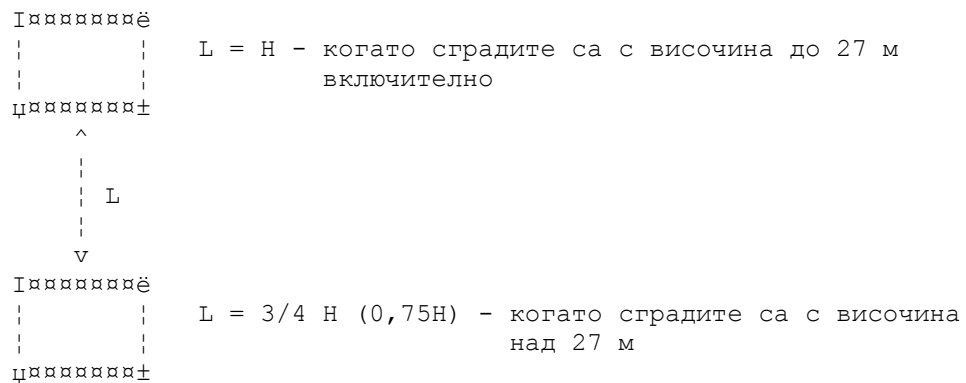 I¤¤¤¤¤¤¤ё
¦ ¦ L = H - когато сградите са с височина до 27 м
¦ ¦ включително
џ¤¤¤¤¤¤¤±
^
¦
¦ L
¦
v
I¤¤¤¤¤¤¤ё
¦ ¦ L = 3/4 H (0,75H) - когато сградите са с височина
¦ ¦ над 27 м
џ¤¤¤¤¤¤¤±